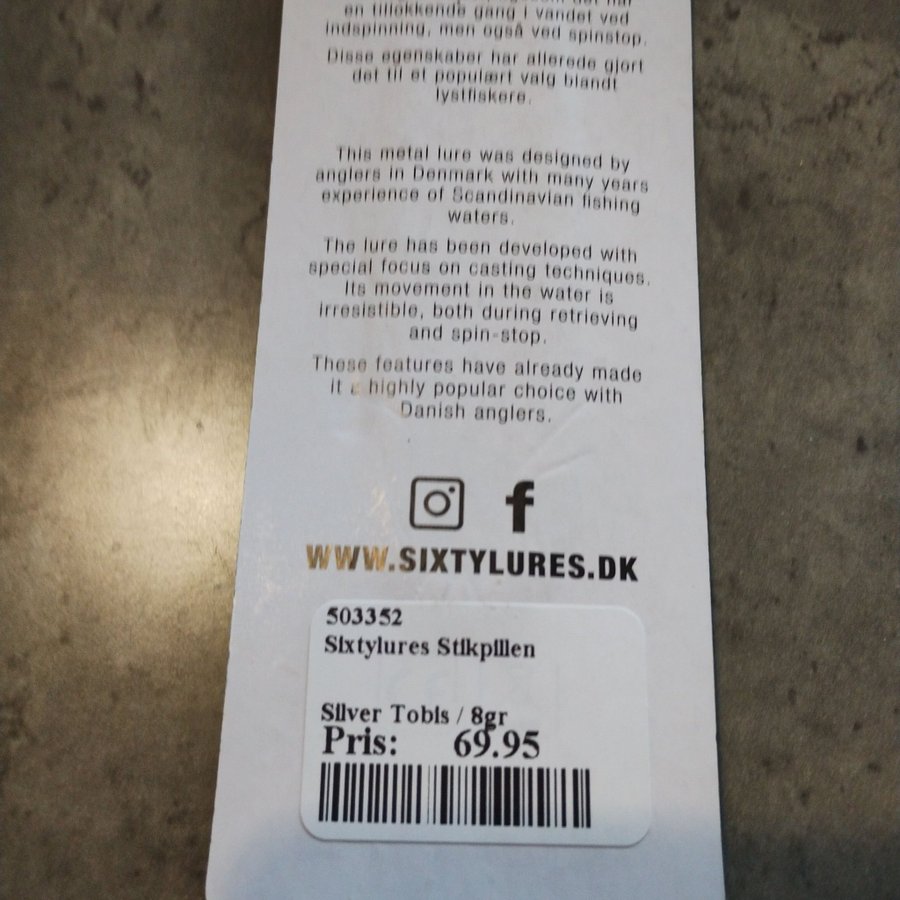 en tillokkende gang i vandet ved
indspinning, men også ved spinstop.
Disse egenskaber har allerede gjort
det til et populært valg blandt
lystfiskere.
This metal lure was designed by
anglers in Denmark with many years
experience of Scandinavian fishing
waters.
The lure has been developed with
special focus on casting techniques.
Its movement in the water is
irresistible, both during retrieving
and spin-stop.
These features have already made
it a highly popular choice with
Danish anglers.
WWW.SIXTYLURES.DK
503352
Sixtylures Stikpillen
Silver Tobis / 8gr
Pris: 69.95